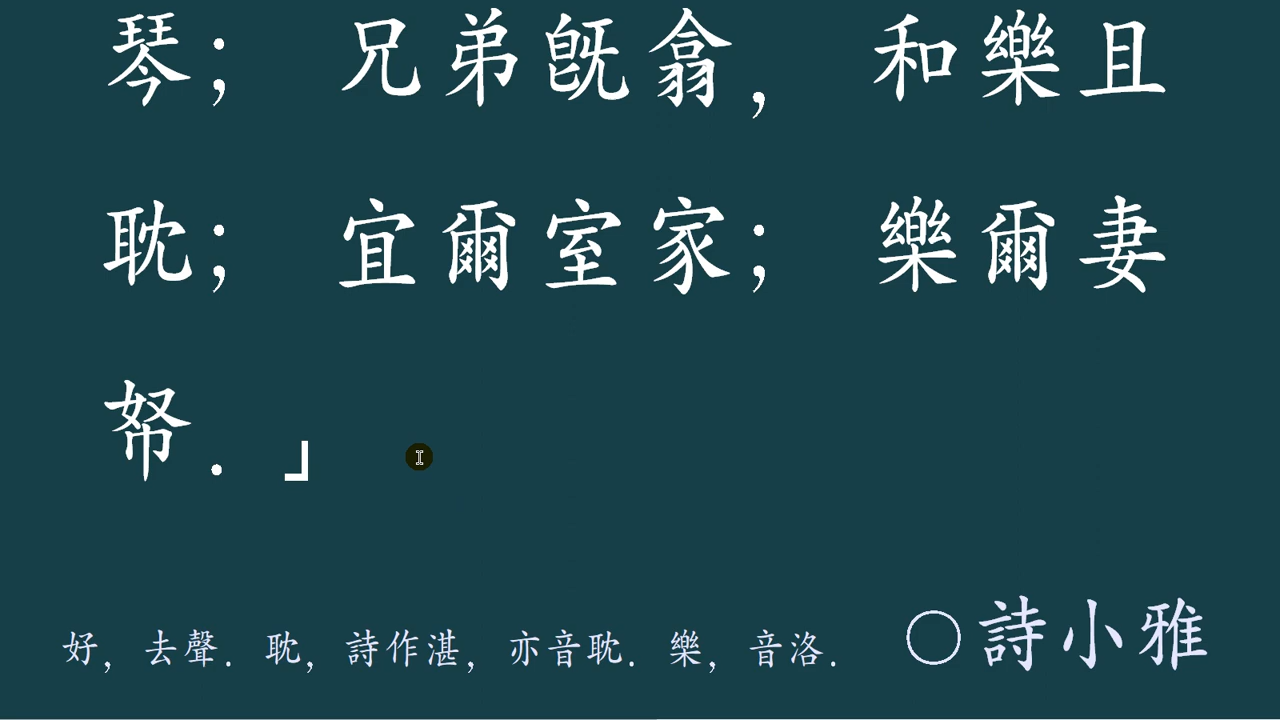 琴； 兄弟旣翕， 和樂且
耽； 宜爾室家； 樂爾妻
帑．」
好，去聲．耽，詩作湛，亦音耽．樂，音洛． ○詩小雅